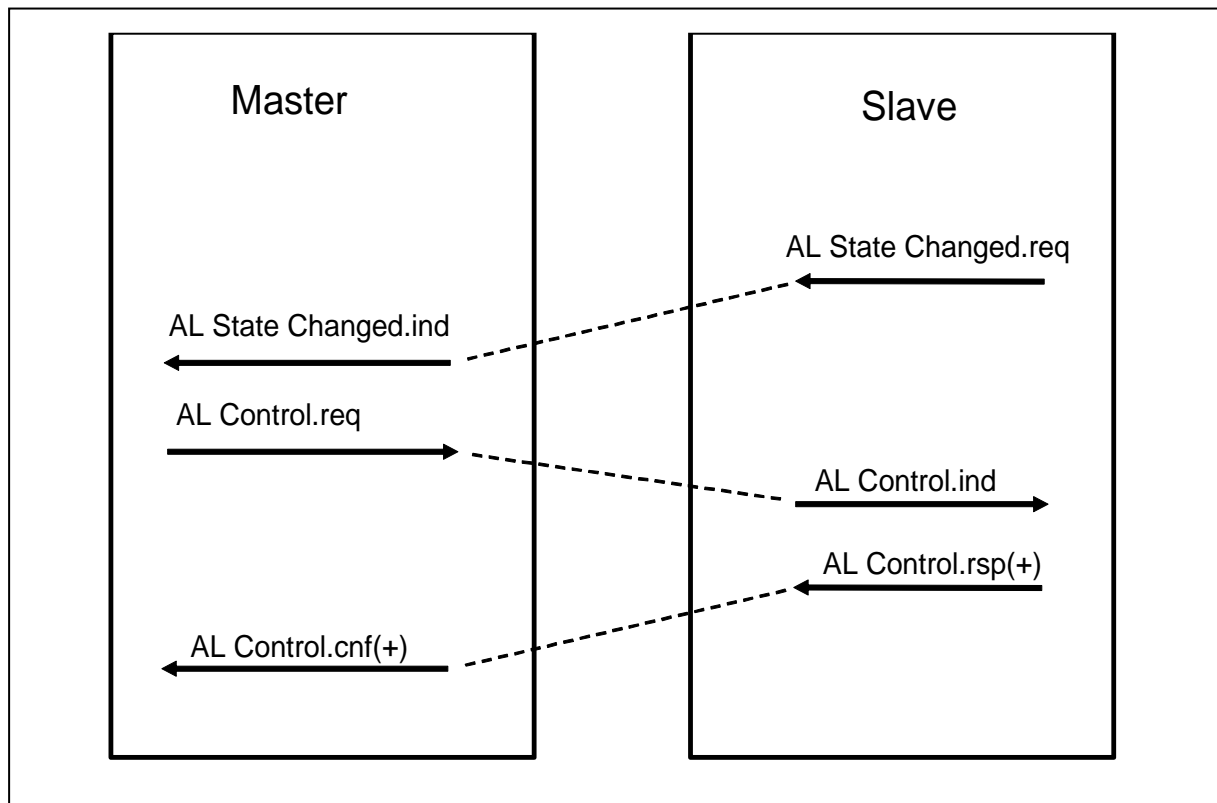 Master
Slave
AL State Changed.req
AL State Changed.ind
AL Control.req
AL Control.ind
AL Control.rsp(+)
AL Control.cnf(+)